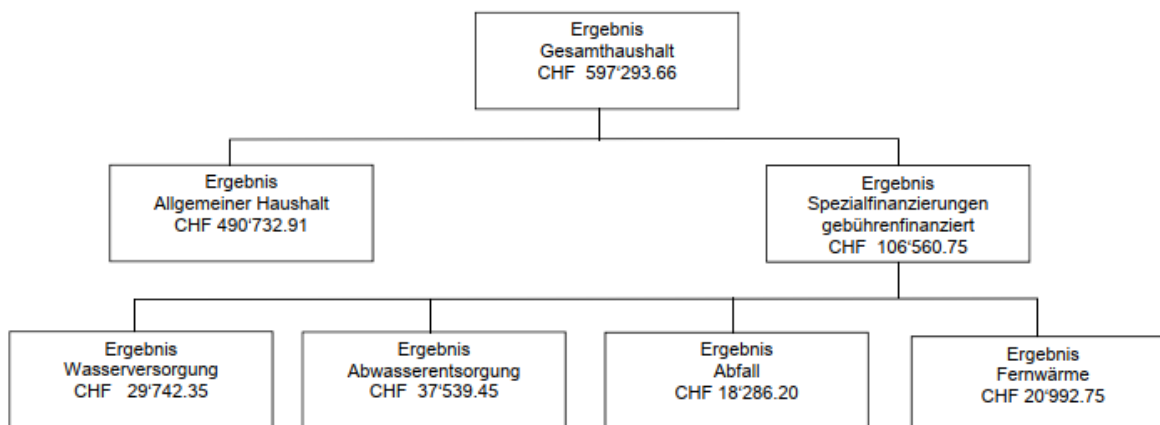 Ergebnis
Gesamthaushalt
CHF  597‘293.66
Ergebnis
Allgemeiner Haushalt
CHF 490‘732.91
Ergebnis
Spezialfinanzierungen
gebührenfinanziert
CHF  106‘560.75
Ergebnis
Wasserversorgung
CHF   29‘742.35
Ergebnis
Abwasserentsorgung
CHF   37‘539.45
Ergebnis
Abfall
CHF 18‘286.20
Ergebnis
Fernwärme
CHF 20‘992.75